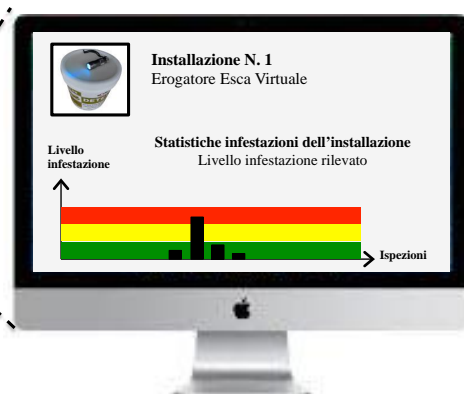 Installazione N. 1
Erogatore Esca Virtuale
Statistiche infestazioni dell'installazione
Livello infestazione rilevato
Livello
infestazione
Ispezioni